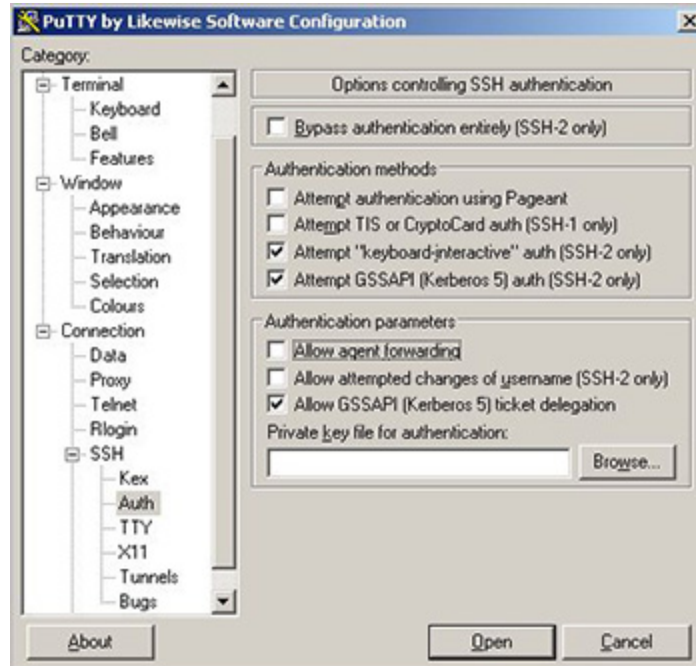 PuTTY by Likewise Software Configuration
Category:
Terminal
Keyboard
Bell
Features
Window
Appearance
Behaviour
Translation
Selection
Colours
Connection
Data
Proxy
Telnet
Rlogin
SSH
Kex
Auth
TTY
X11
Tunnels
Bugs
Options controlling SSH authentication
Bypass authentication entirely (SSH-2 only)
Authentication methods
Attempt authentication using Pageant
Attempt TIS or CryptoCard auth (SSH-1 only)
Attempt "keyboard-interactive" auth (SSH-2 only)
Attempt GSSAPI (Kerberos 5) auth (SSH-2 only)
Authentication parameters
Allow agent forwarding
Allow attempted changes of username (SSH-2 only)
Allow GSSAPI (Kerberos 5) ticket delegation
Private key file for authentication:
Browse...
About
Open
Cancel